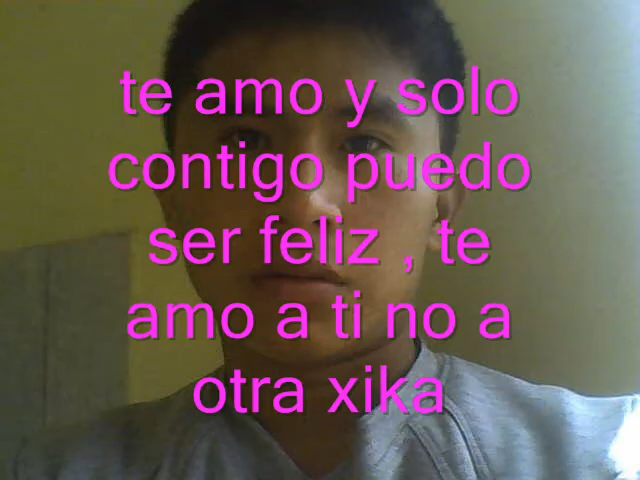 te amo y solo
contigo puedo
ser feliz , te
amo a ti no a
otra xika